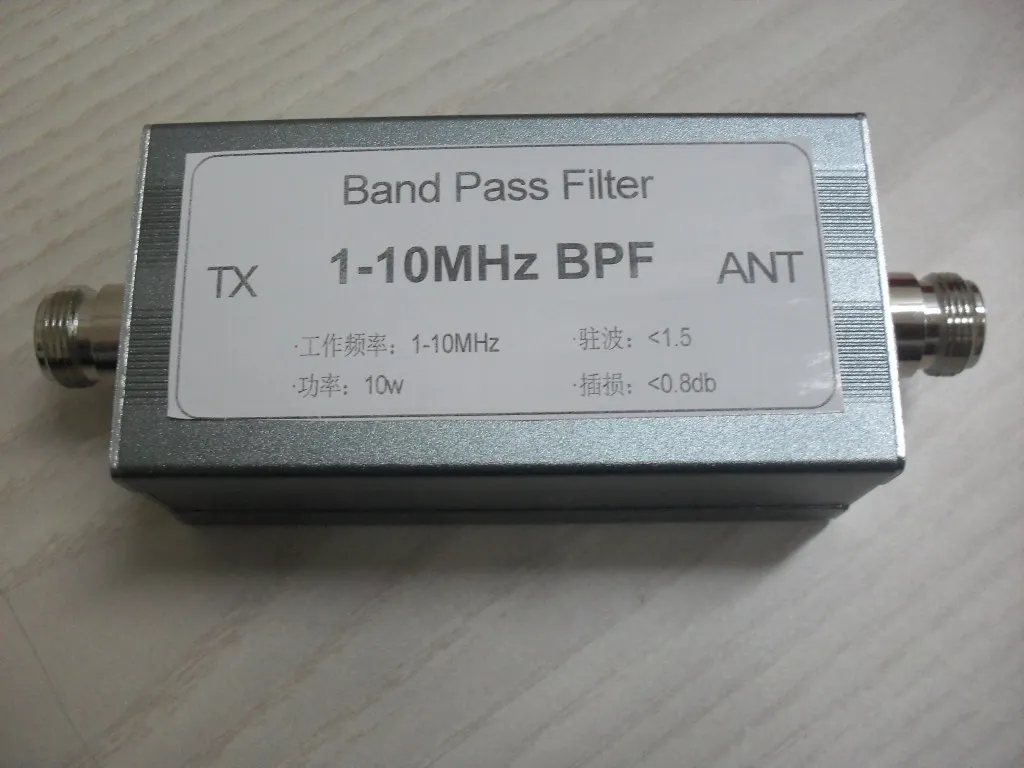 Band Pass Filter
TX 1-10MHz BPF ANT
·工作频率：1-10MHz ·驻波：<1.5
·功率：10w ·插损：<0.8db